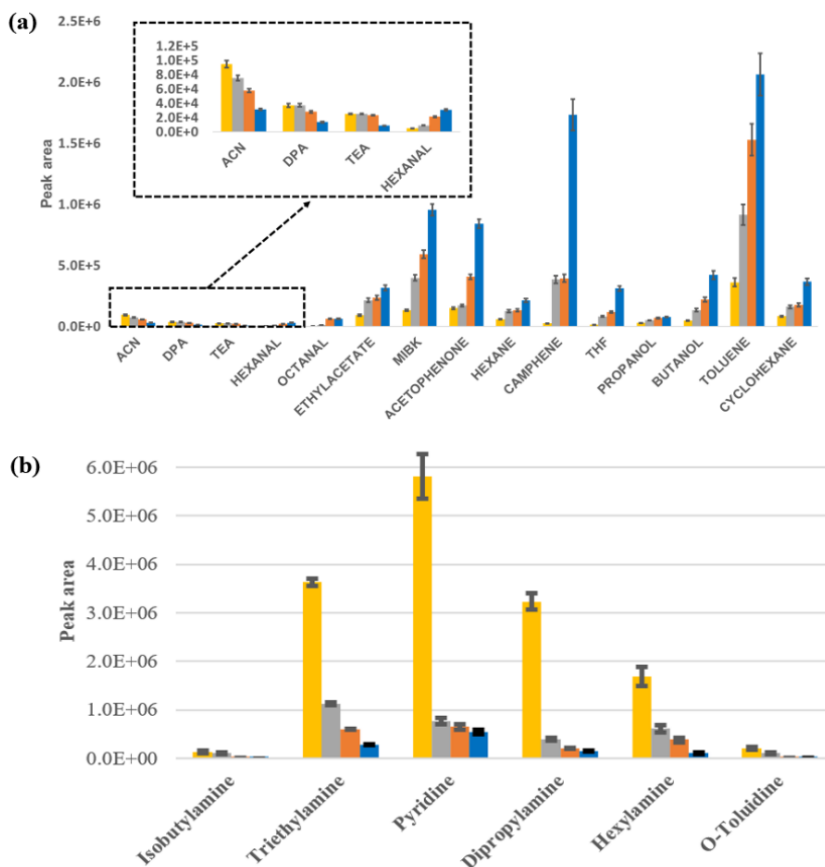 (a)
Peak area
2.5E+6
2.0E+6
1.5E+6
1.0E+6
5.0E+5
0.0E+0
1.2E+5
1.0E+5
8.0E+4
6.0E+4
4.0E+4
2.0E+4
0.0E+0
ACN
DPA
TEA
HEXANAL
ACN
DPA
TEA
HEXANAL
OCTANAL
ETHYLACETATE
MIBK
ACETOPHENONE
HEXANE
CAMPHENE
THF
PROPANOL
BUTANOL
TOLUENE
CYCLOHEXANE
(b)
Peak area
6.0E+06
5.0E+06
4.0E+06
3.0E+06
2.0E+06
1.0E+06
0.0E+00
Isobutylamine
Triethylamine
Pyridine
Dipropylamine
Hexylamine
O-Toluidine